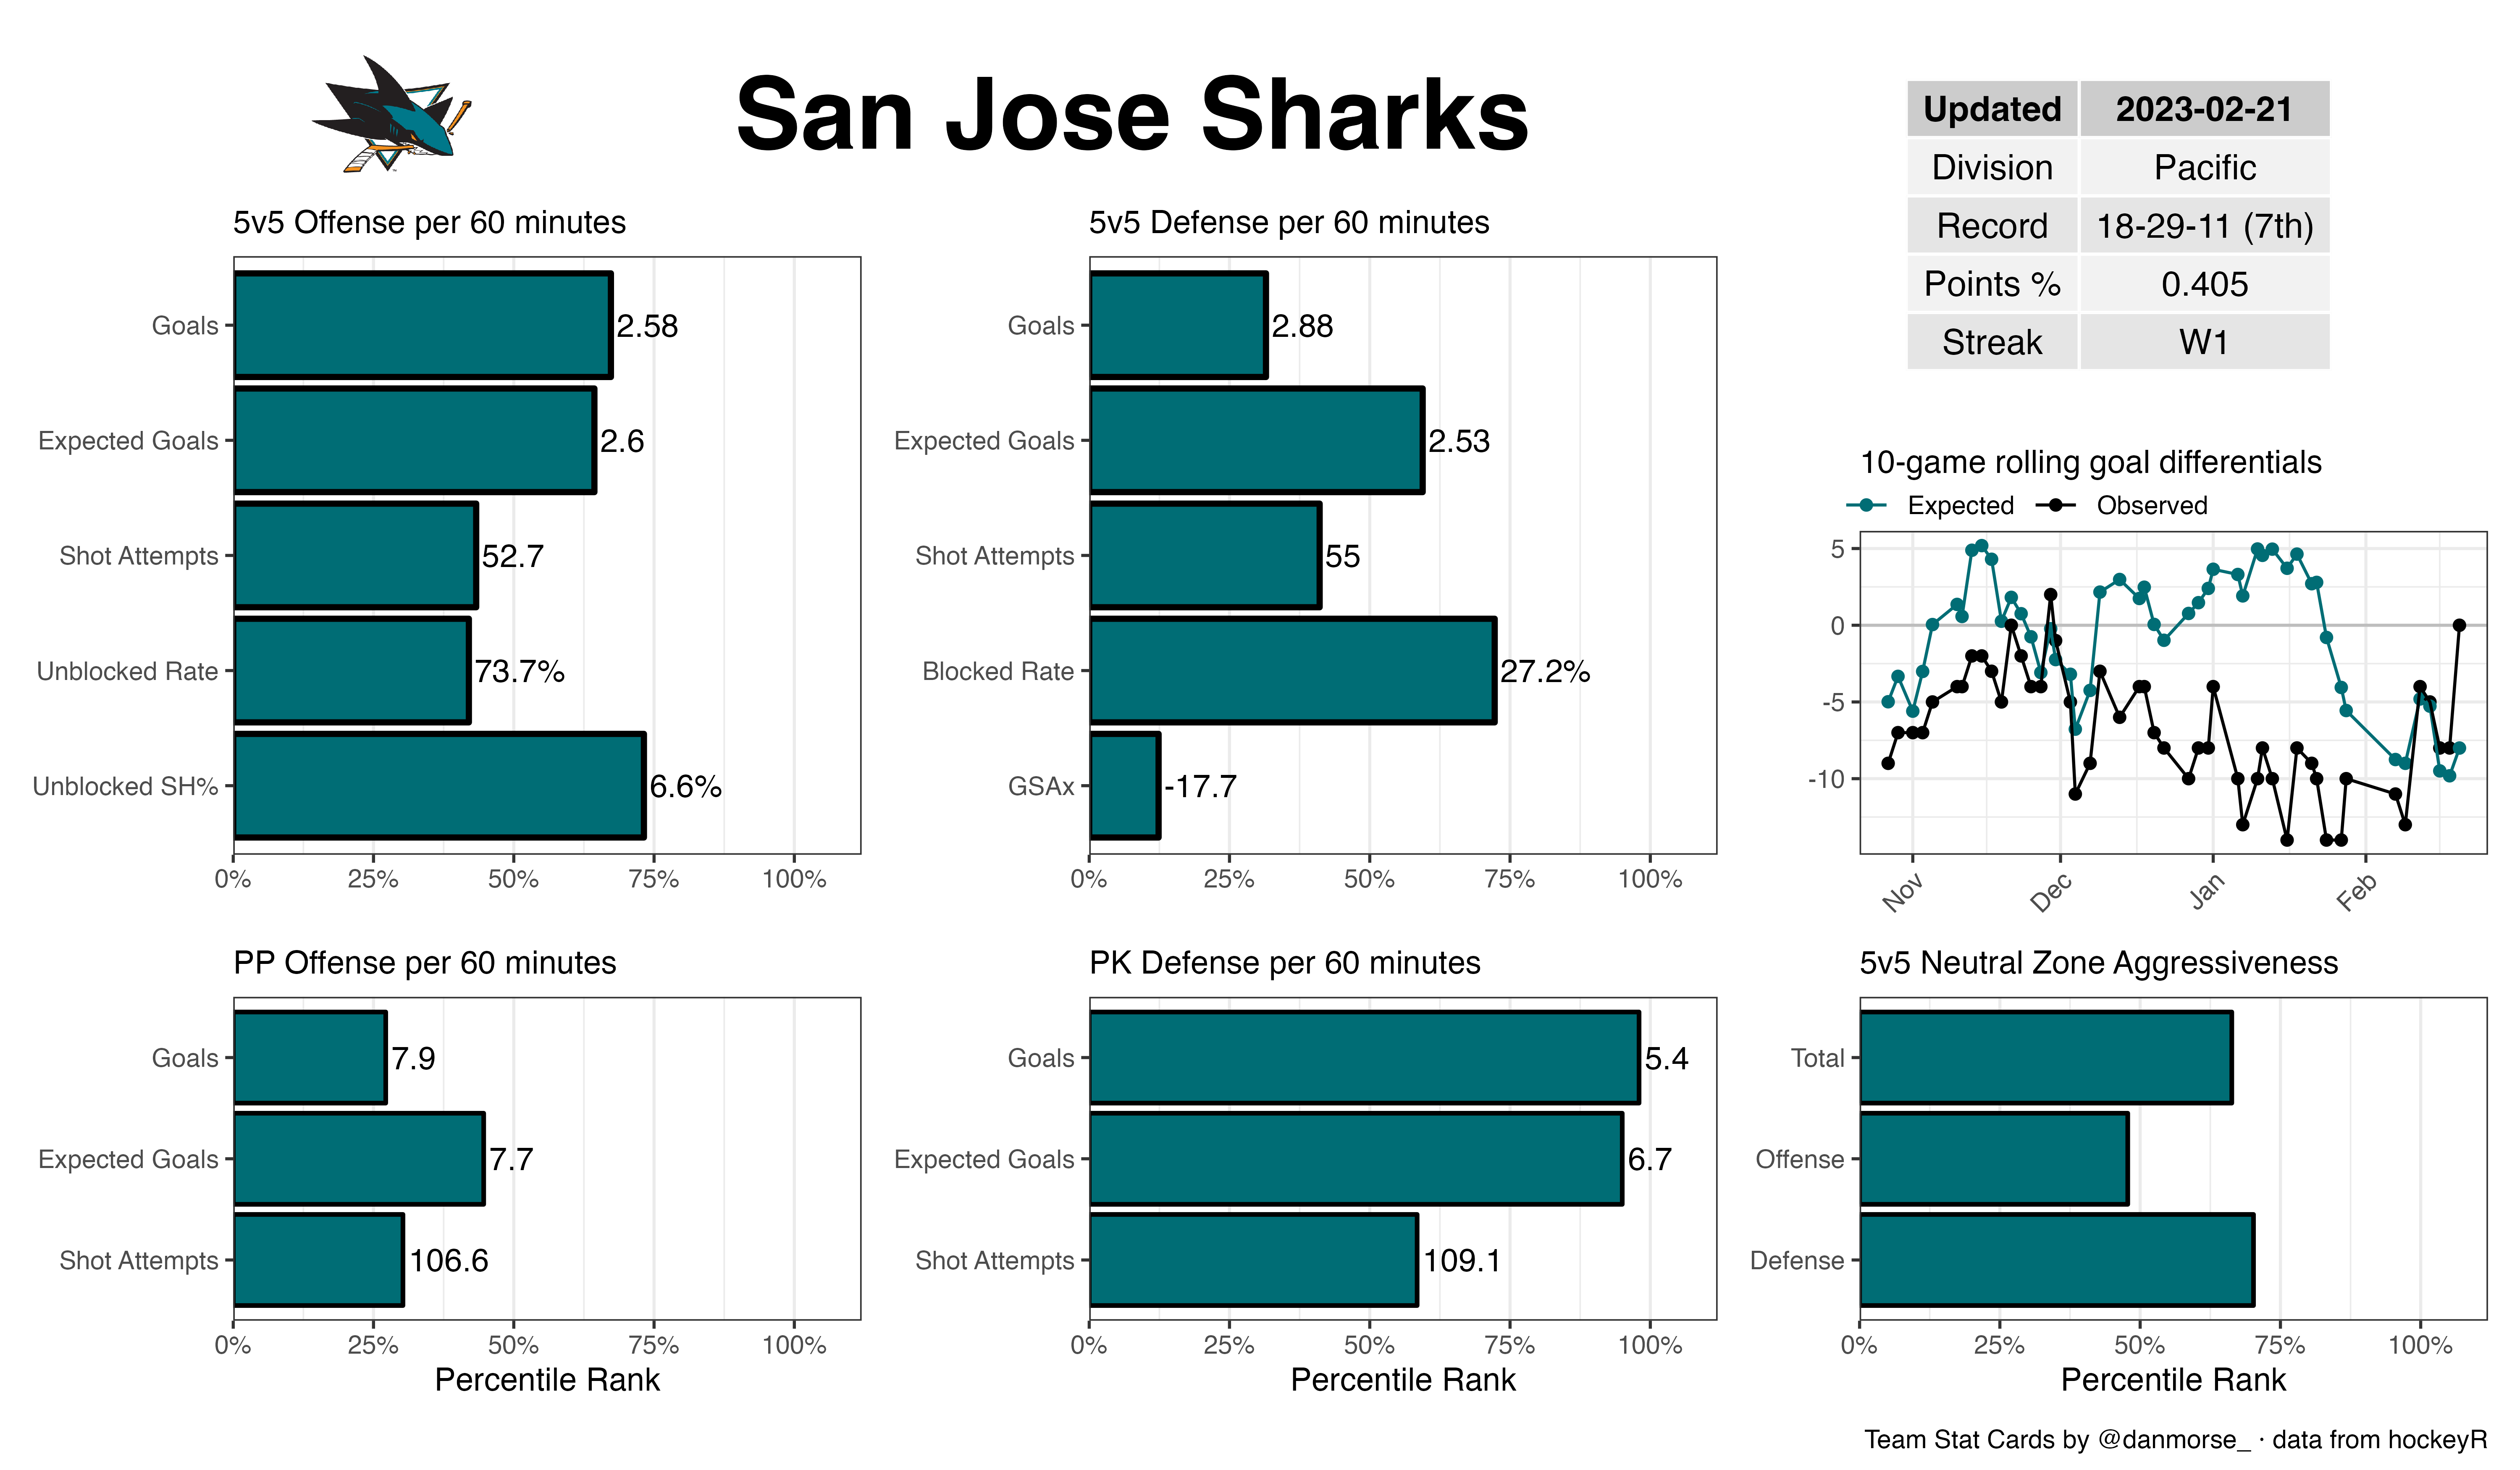 San Jose Sharks
Updated 2023-02-21
Division Pacific
Record 18-29-11 (7th)
Points % 0.405
Streak W1
5v5 Offense per 60 minutes
Goals 2.58
Expected Goals 2.6
Shot Attempts 52.7
Unblocked Rate 73.7%
Unblocked SH% 6.6%
0% 25% 50% 75% 100%
5v5 Defense per 60 minutes
Goals 2.88
Expected Goals 2.53
Shot Attempts 55
Blocked Rate 27.2%
GSAx -17.7
0% 25% 50% 75% 100%
10-game rolling goal differentials
Expected Observed
5
0
-5
-10
Nov Dec Jan Feb
PP Offense per 60 minutes
Goals 7.9
Expected Goals 7.7
Shot Attempts 106.6
0% 25% 50% 75% 100%
Percentile Rank
PK Defense per 60 minutes
Goals 5.4
Expected Goals 6.7
Shot Attempts 109.1
0% 25% 50% 75% 100%
Percentile Rank
5v5 Neutral Zone Aggressiveness
Total
Offense
Defense
0% 25% 50% 75% 100%
Percentile Rank
Team Stat Cards by @danmorse_ · data from hockeyR